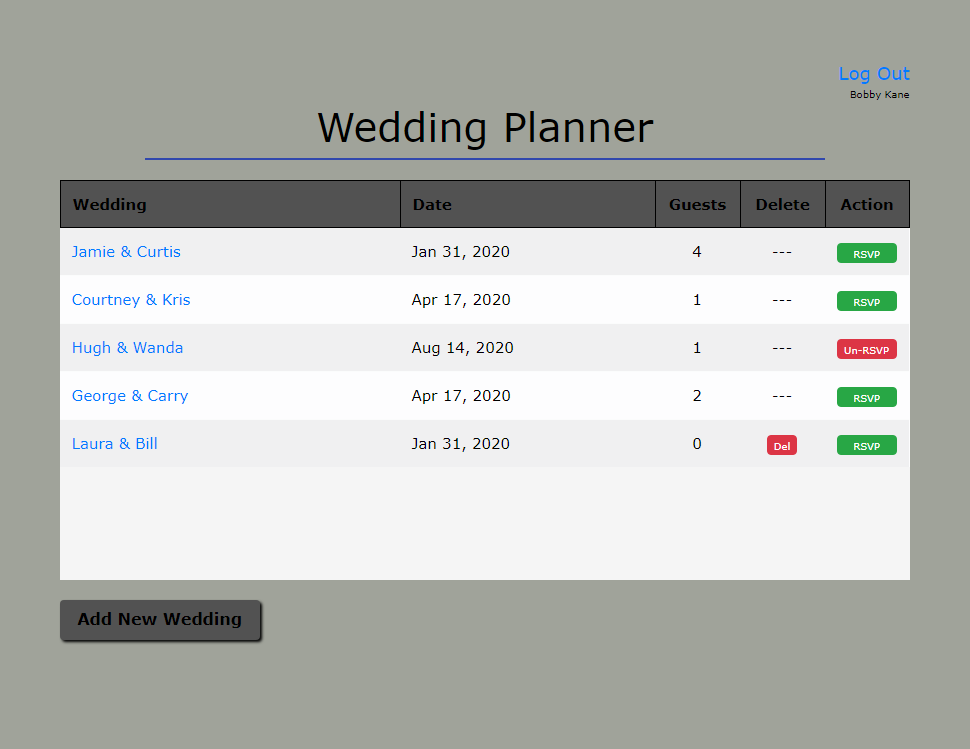 Log Out
Bobby Kane
Wedding Planner
Wedding Date Guests Delete Action
Jamie & Curtis Jan 31, 2020 4 --- RSVP
Courtney & Kris Apr 17, 2020 1 --- RSVP
Hugh & Wanda Aug 14, 2020 1 --- Un-RSVP
George & Carry Apr 17, 2020 2 --- RSVP
Laura & Bill Jan 31, 2020 0 Del RSVP
Add New Wedding